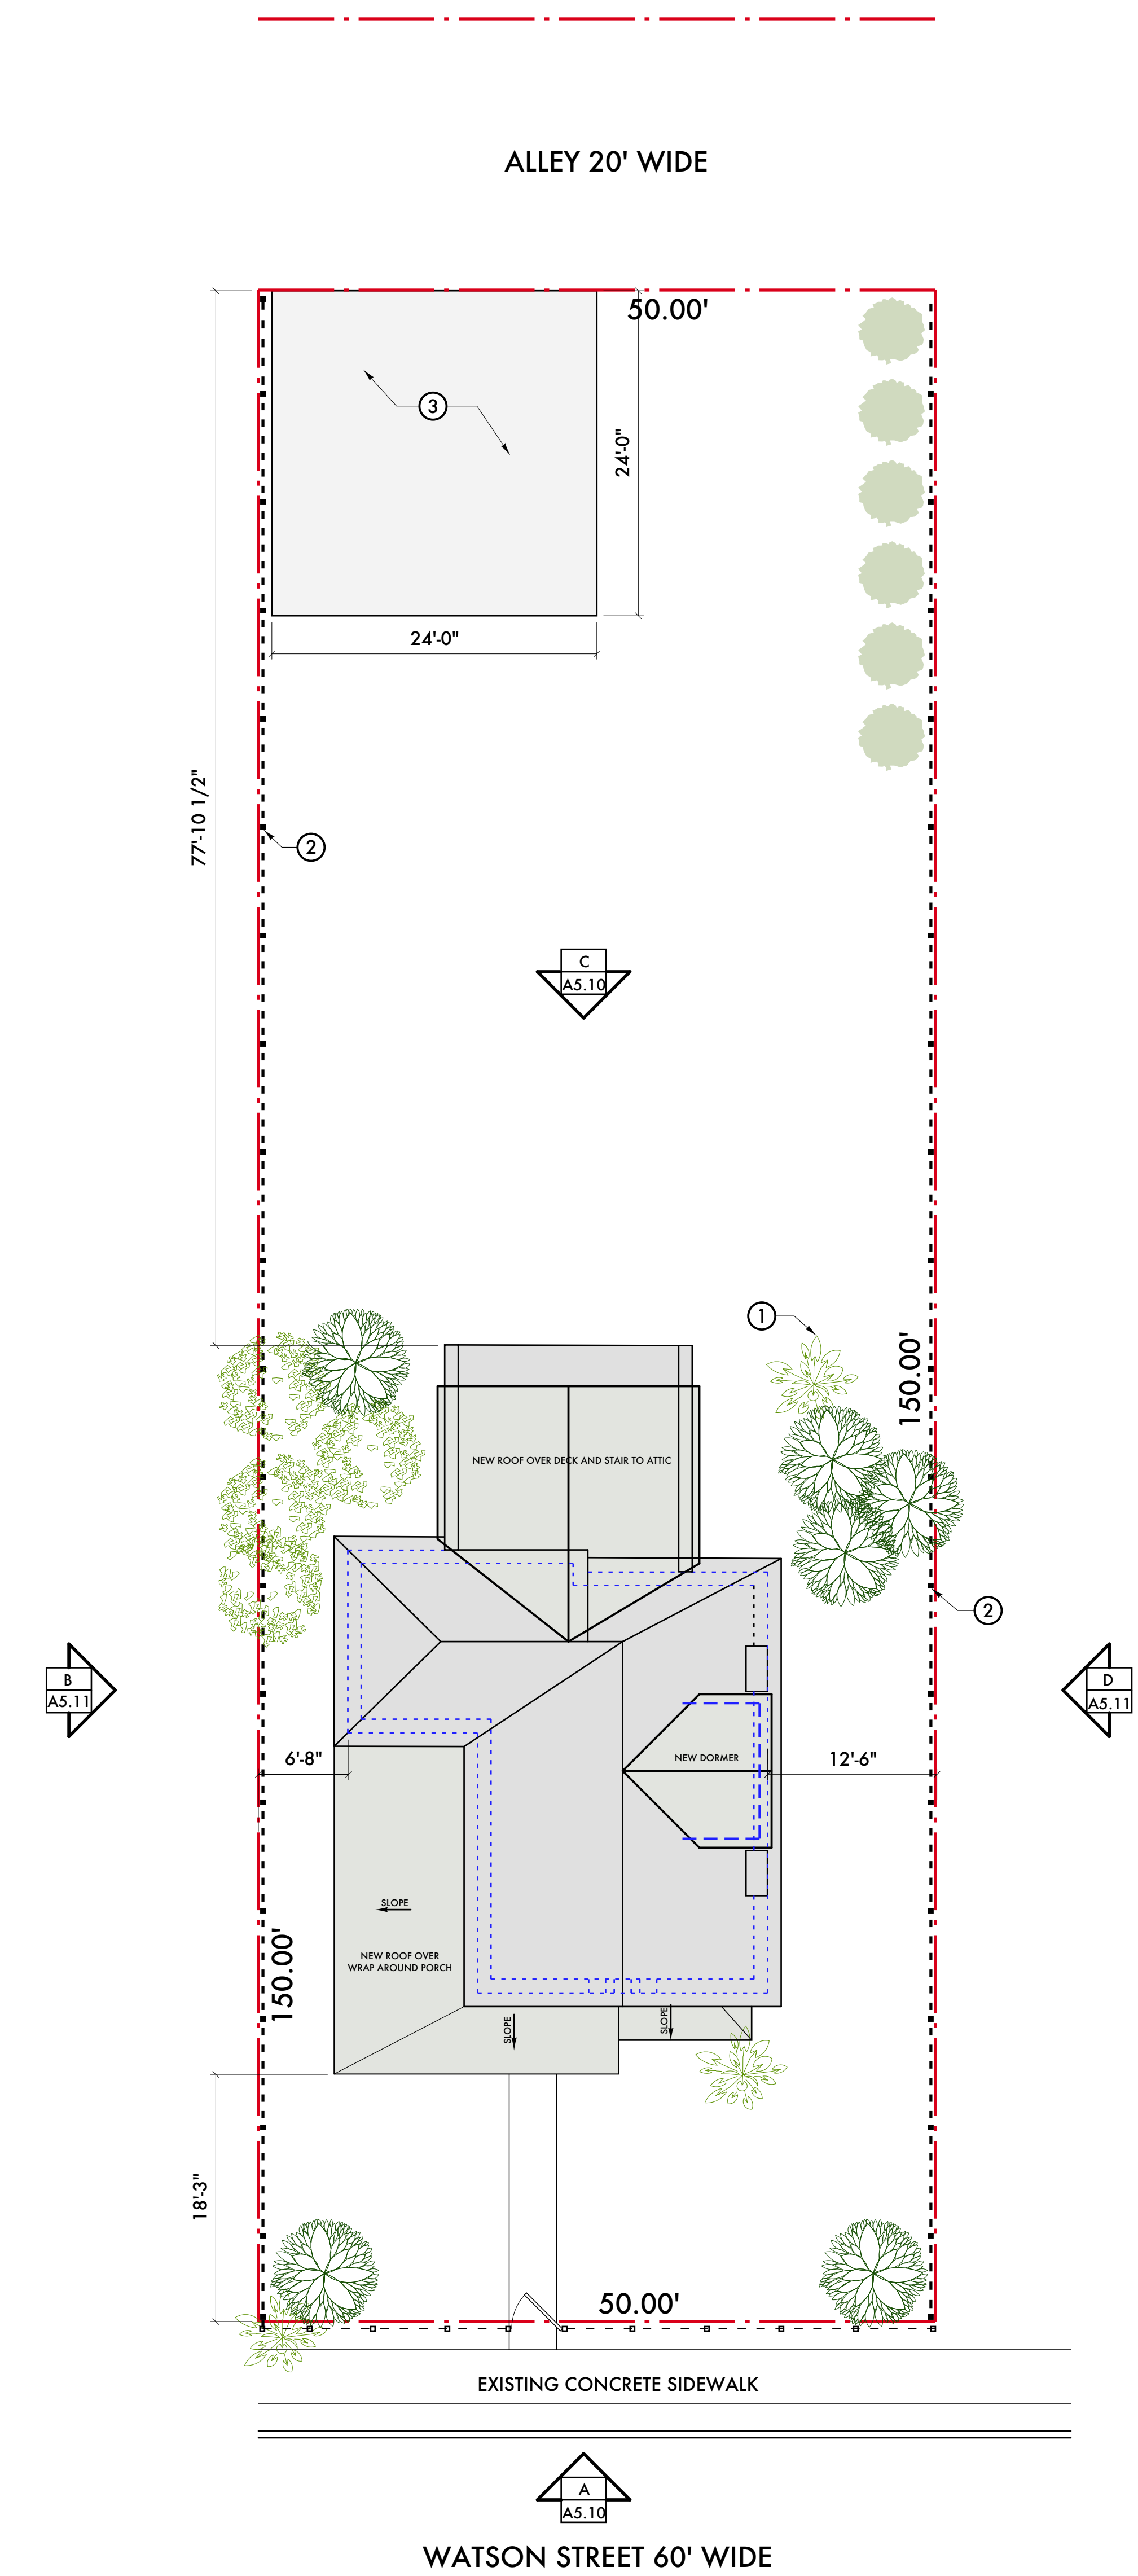 ALLEY 20' WIDE
50.00'
3
24'-0"
24'-0"
77'-10 1/2"
2
C
A5.10
1
150.00'
NEW ROOF OVER DECK AND STAIR TO ATTIC
2
B
A5.11
D
A5.11
6'-8"
NEW DORMER
12'-6"
SLOPE
NEW ROOF OVER
WRAP AROUND PORCH
150.00'
SLOPE
SLOPE
18'-3"
50.00'
EXISTING CONCRETE SIDEWALK
A
A5.10
WATSON STREET 60' WIDE